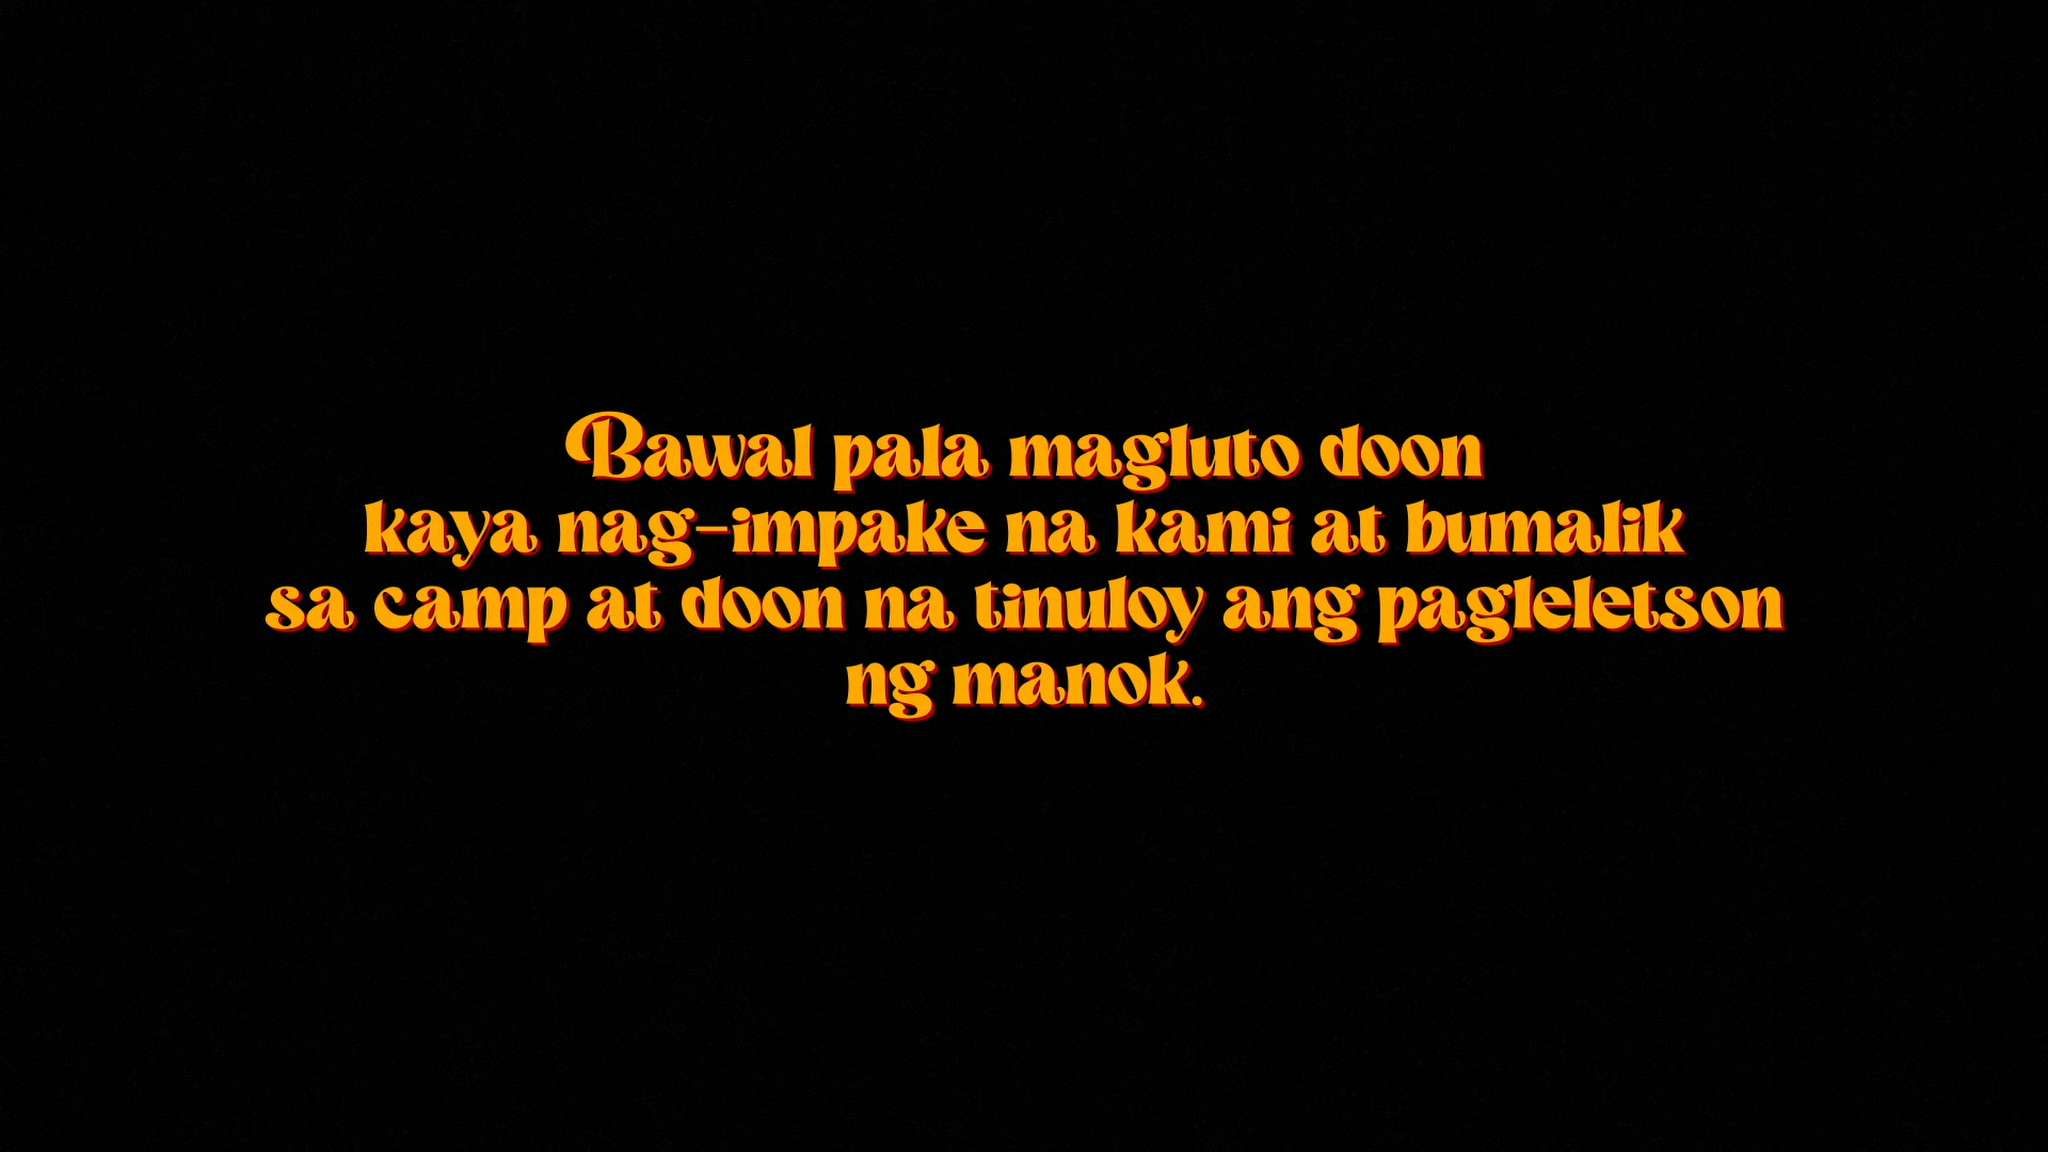 Bawal pala magluto doon
kaya nag-impake na kami at bumalik
sa camp at doon na tinuloy ang pagleletson
ng manok.